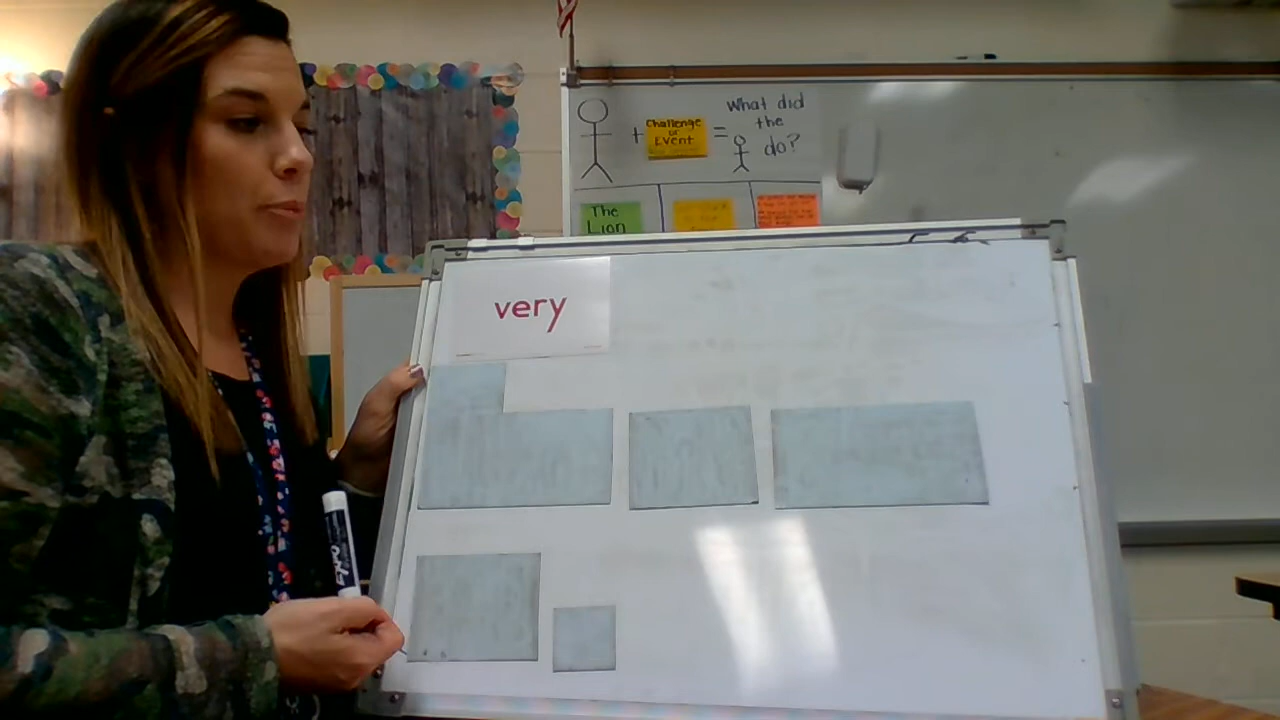 What did
the
do?
+
Challenge
or
Event
=
The
Lion
very
EXPO